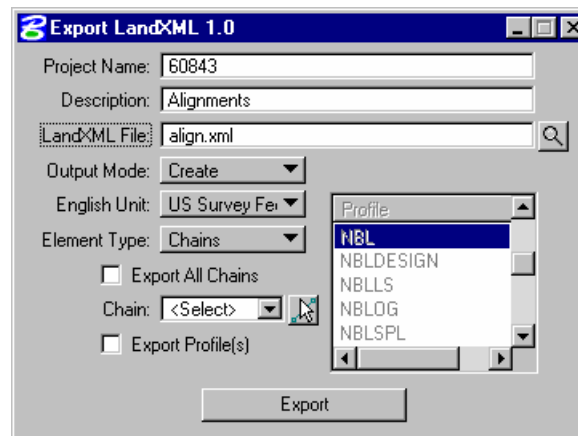 Export LandXML 1.0
Project Name: 60843
Description: Alignments
LandXML File: align.xml
Output Mode: Create
English Unit: US Survey Fe
Element Type: Chains
Export All Chains
Chain: <Select>
Export Profile(s)
Profile
NBL
NBLDESIGN
NBLLS
NBLOG
NBLSPL
Export